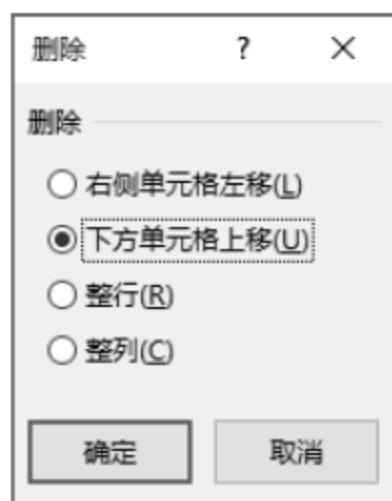 删除 ?
删除
右侧单元格左移(L)
下方单元格上移(U)
整行(R)
整列(C)
确定 取消